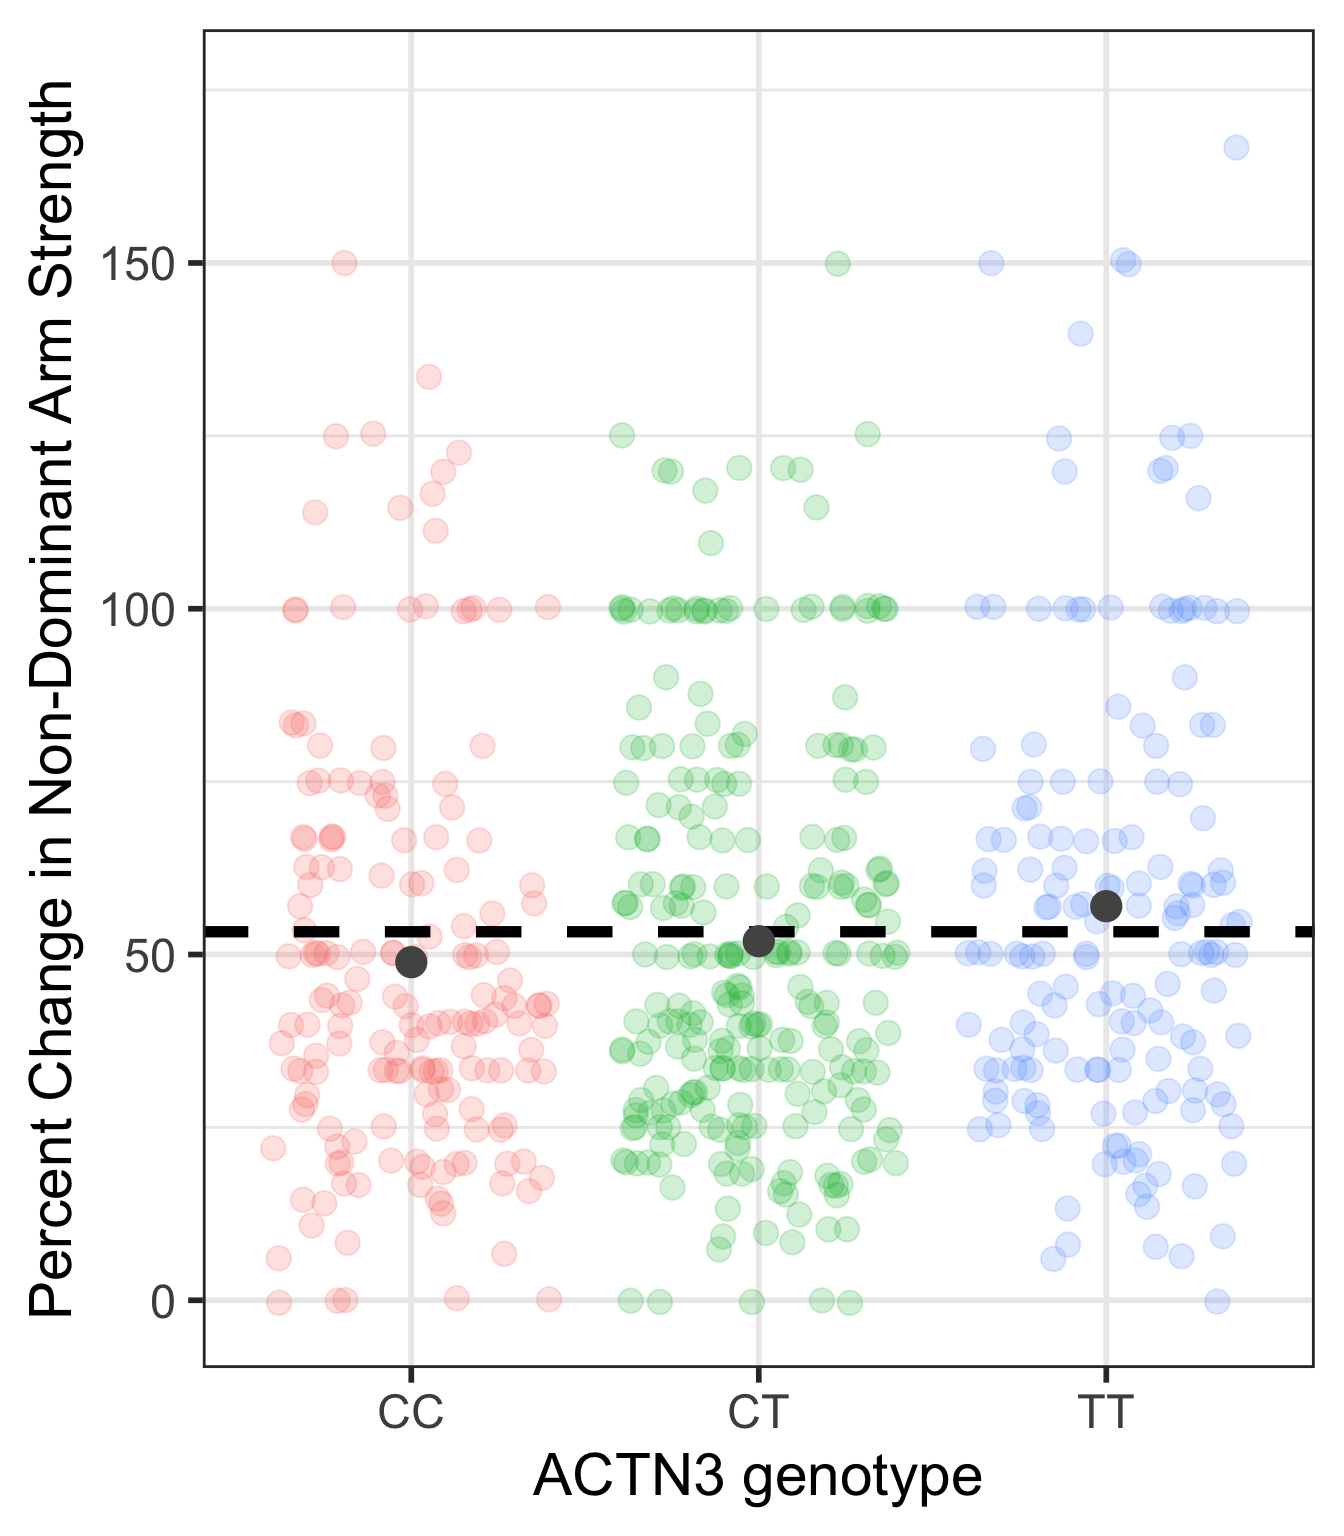 Percent Change in Non-Dominant Arm Strength
150
100
50
0
CC CT TT
ACTN3 genotype